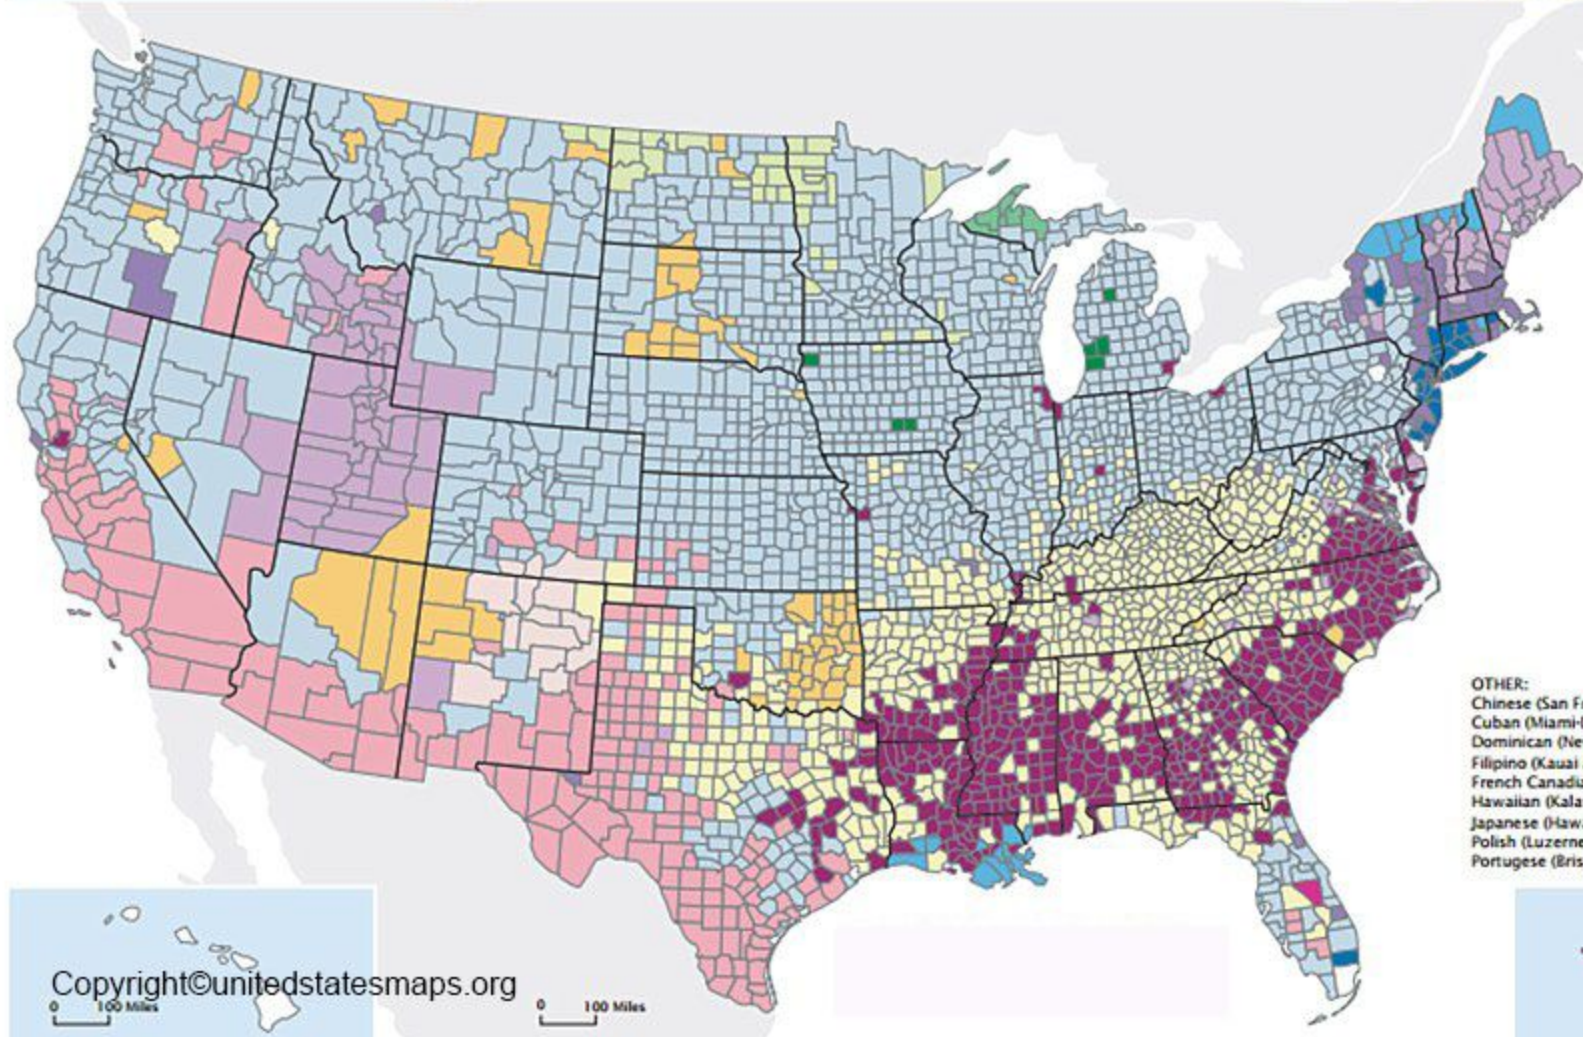 OTHER:
Chinese (San Fr
Cuban (Miami-
Dominican (Ne
Filipino (Kauai
French Canadi
Hawaiian (Kala
Japanese (Haw
Polish (Luzerne
Portugese (Bris
Copyright©unitedstatesmaps.org
0 100 Miles
0 100 Miles